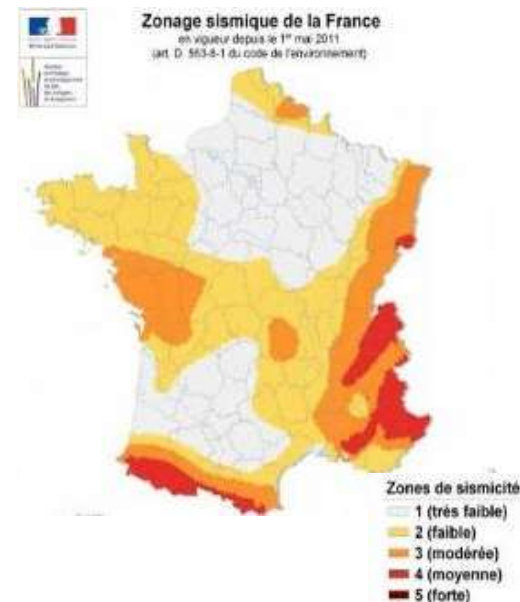 Zonage sismique de la France
en vigueur depuis le 1er mai 2011
(art. D. 563-8-1 du code de l'environnement)
Zones de sismicité
1 (très faible)
2 (faible)
3 (modérée)
4 (moyenne)
5 (forte)